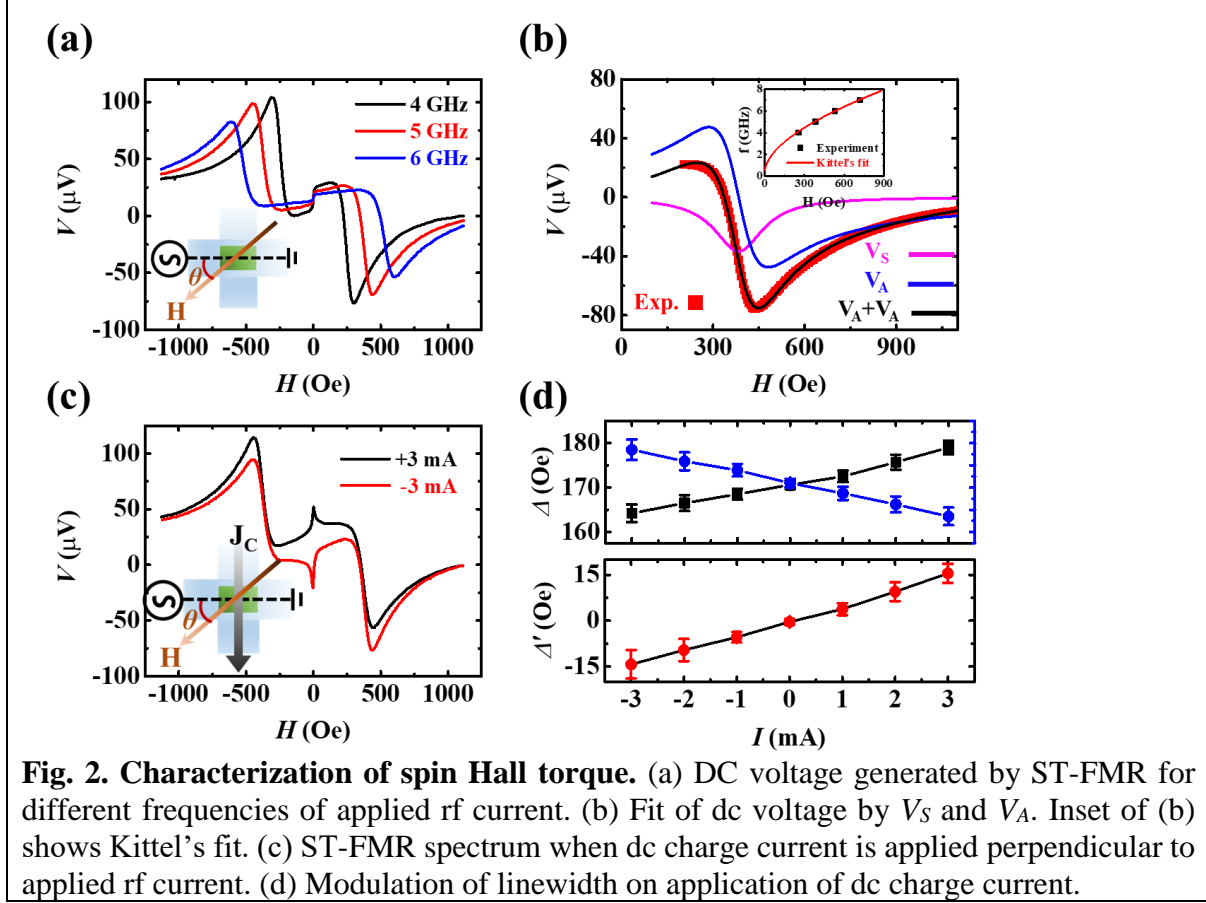 (a)
100
50
0
-50
-100
V (µV)
4 GHz
5 GHz
6 GHz
S
θ
H
-1000 -500 0 500 1000
H (Oe)
(b)
80
40
0
-40
-80
V (µV)
8
6
4
2
0
f (GHz)
Experiment
Kittel's fit
0 300 600 900
H (Oe)
Exp.
V_S
V_A
V_A+V_A
0 300 600 900
H (Oe)
(c)
100
50
0
-50
-100
V (µV)
+3 mA
-3 mA
J_C
S
θ
H
-1000 -500 0 500 1000
H (Oe)
(d)
180
170
160
Δ (Oe)
15
0
-15
Δ′ (Oe)
-3 -2 -1 0 1 2 3
I (mA)
Fig. 2. Characterization of spin Hall torque. (a) DC voltage generated by ST-FMR for
different frequencies of applied rf current. (b) Fit of dc voltage by V_S and V_A. Inset of (b)
shows Kittel's fit. (c) ST-FMR spectrum when dc charge current is applied perpendicular to
applied rf current. (d) Modulation of linewidth on application of dc charge current.